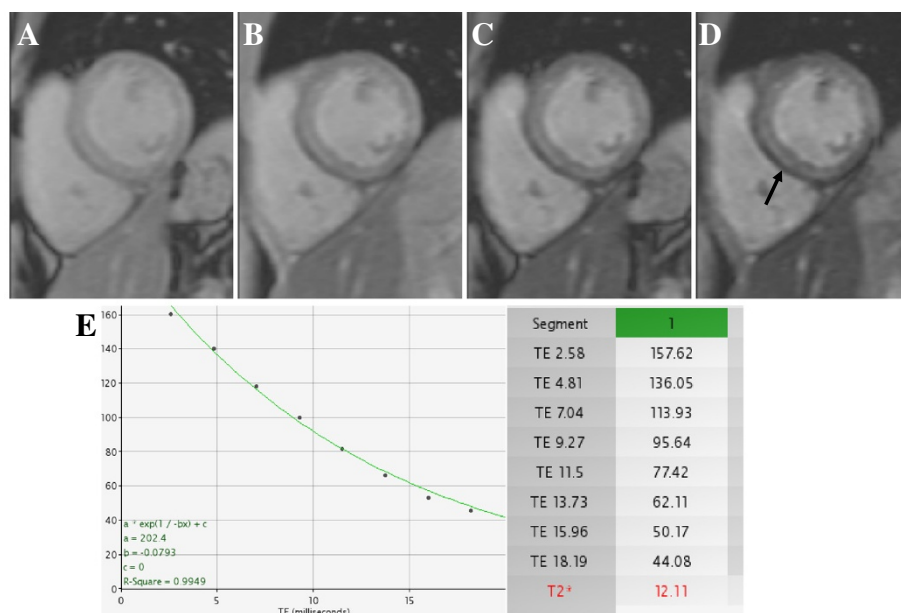 A B C D
E
160
140
120
100
80
60
40
20
0
a * exp(1 / -bx) + c
a = 202.4
b = -0.0793
c = 0
R-Square = 0.9949
0 5 10 15
TE (milliseconds)
Segment 1
TE 2.58 157.62
TE 4.81 136.05
TE 7.04 113.93
TE 9.27 95.64
TE 11.5 77.42
TE 13.73 62.11
TE 15.96 50.17
TE 18.19 44.08
T2* 12.11